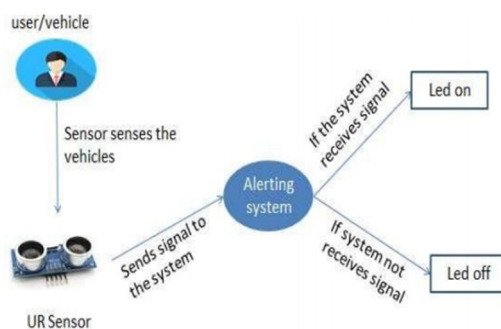 user/vehicle
Sensor senses the
vehicles
UR Sensor
Sends signal to
the system
Alerting
system
If the system
receives signal
Led on
If system not
receives signal
Led off